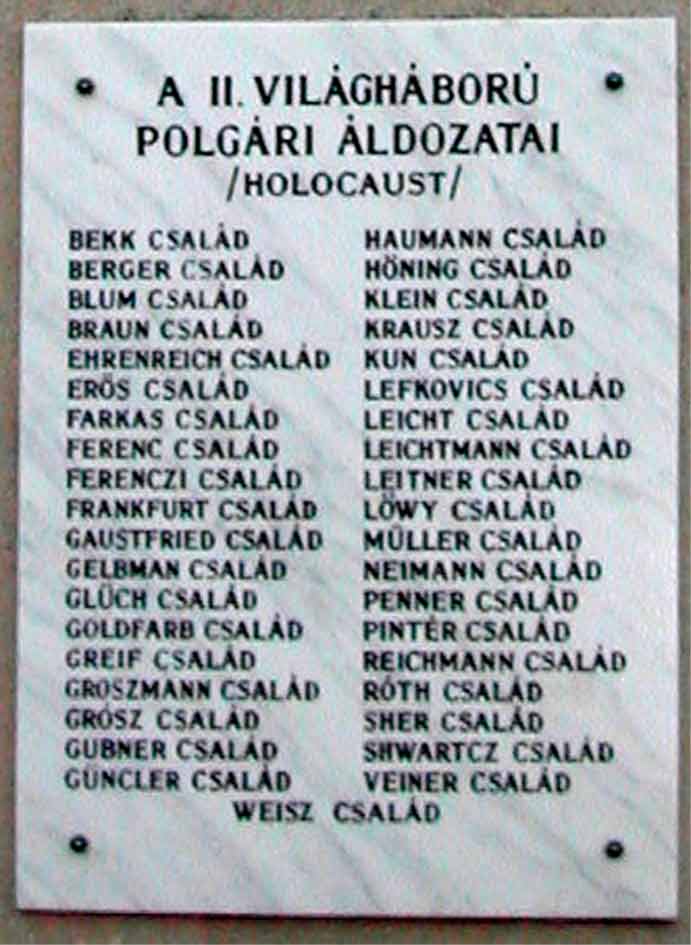 A II. VILÁGHÁBORÚ
POLGÁRI ÁLDOZATAI
/HOLOCAUST/
BEKK CSALÁD
BERGER CSALÁD
BLUM CSALÁD
BRAUN CSALÁD
EHRENREICH CSALÁD
ERŐS CSALÁD
FARKAS CSALÁD
FERENC CSALÁD
FERENCZI CSALÁD
FRANKFURT CSALÁD
GAUSTFRIED CSALÁD
GELBMAN CSALÁD
GLÜCH CSALÁD
GOLDFARB CSALÁD
GREIF CSALÁD
GROSZMANN CSALÁD
GRÓSZ CSALÁD
GUBNER CSALÁD
GÜNCLER CSALÁD
HAUMANN CSALÁD
HÖNING CSALÁD
KLEIN CSALÁD
KRAUSZ CSALÁD
KUN CSALÁD
LEFKOVICS CSALÁD
LEICHT CSALÁD
LEICHTMANN CSALÁD
LEITNER CSALÁD
LÖWY CSALÁD
MÜLLER CSALÁD
NEIMANN CSALÁD
PENNER CSALÁD
PINTÉR CSALÁD
REICHMANN CSALÁD
RÓTH CSALÁD
SHER CSALÁD
SHWARTCZ CSALÁD
VEINER CSALÁD
WEISZ CSALÁD